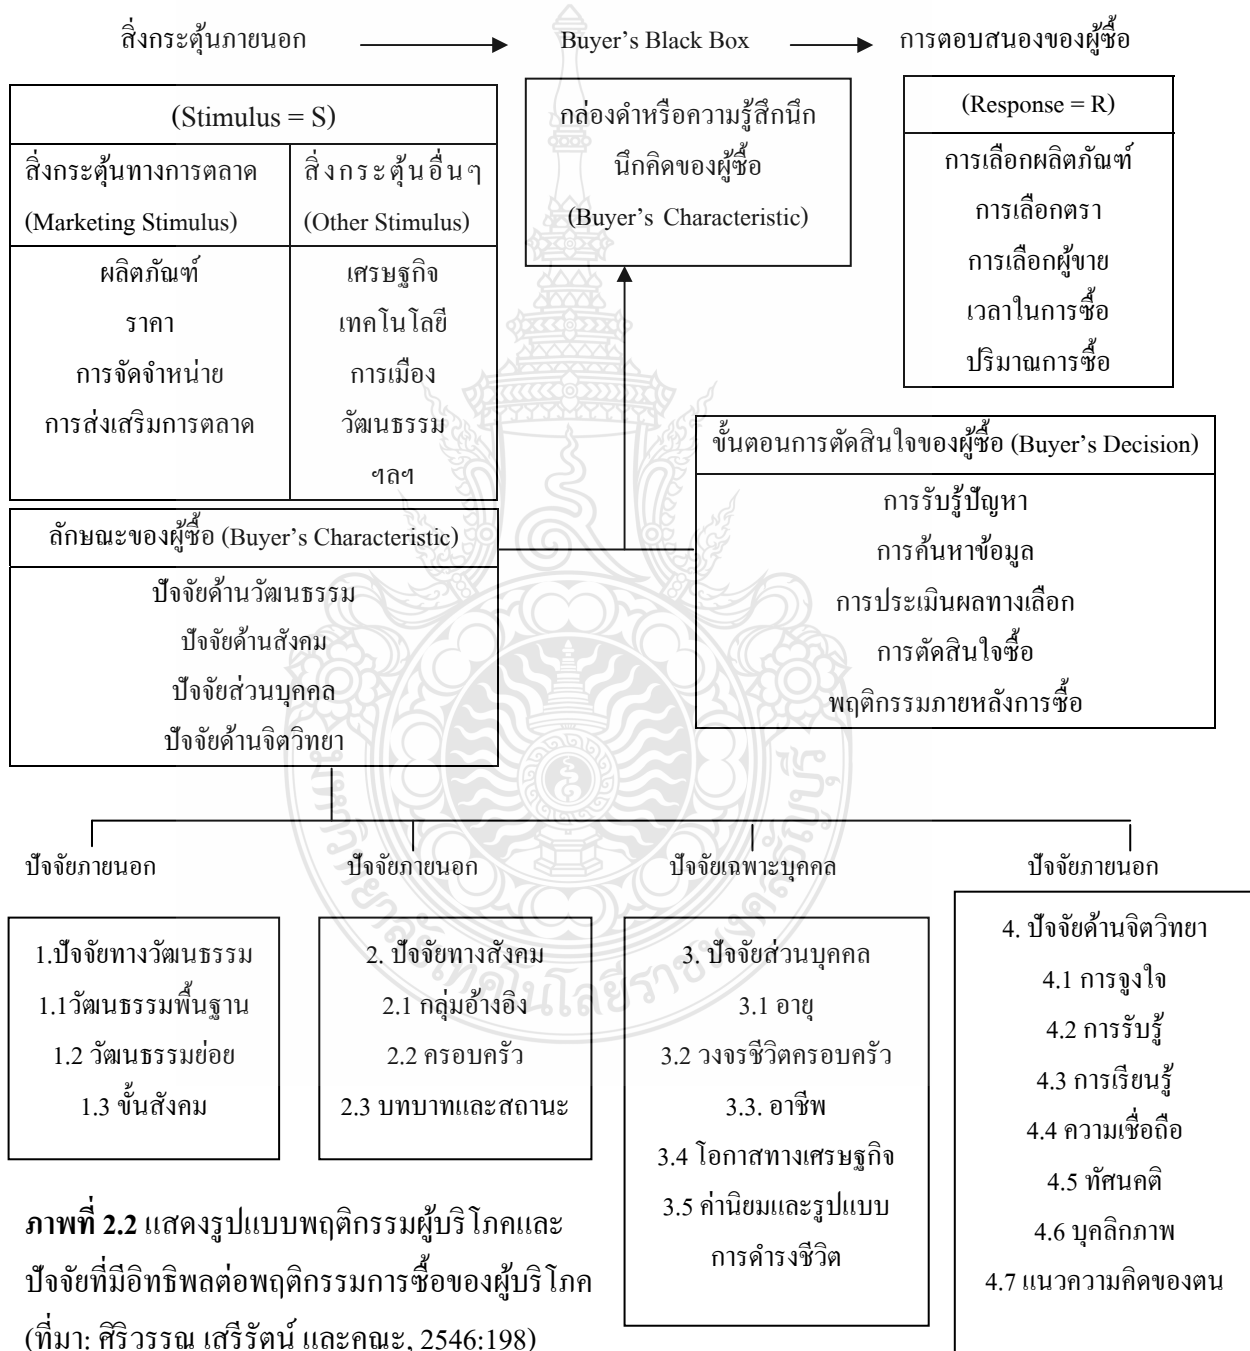 สิ่งกระตุ้นภายนอก
Buyer's Black Box
การตอบสนองของผู้ซื้อ
(Stimulus = S)
สิ่งกระตุ้นทางการตลาด
(Marketing Stimulus)
สิ่งกระตุ้นอื่นๆ
(Other Stimulus)
ผลิตภัณฑ์
ราคา
การจัดจำหน่าย
การส่งเสริมการตลาด
เศรษฐกิจ
เทคโนโลยี
การเมือง
วัฒนธรรม
ฯลฯ
กล่องดำหรือความรู้สึกนึก
นึกคิดของผู้ซื้อ
(Buyer's Characteristic)
(Response = R)
การเลือกผลิตภัณฑ์
การเลือกตรา
การเลือกผู้ขาย
เวลาในการซื้อ
ปริมาณการซื้อ
ลักษณะของผู้ซื้อ (Buyer's Characteristic)
ปัจจัยด้านวัฒนธรรม
ปัจจัยด้านสังคม
ปัจจัยส่วนบุคคล
ปัจจัยด้านจิตวิทยา
ขั้นตอนการตัดสินใจของผู้ซื้อ (Buyer's Decision)
การรับรู้ปัญหา
การค้นหาข้อมูล
การประเมินผลทางเลือก
การตัดสินใจซื้อ
พฤติกรรมภายหลังการซื้อ
ปัจจัยภายนอก
ปัจจัยภายนอก
ปัจจัยเฉพาะบุคคล
ปัจจัยภายนอก
1.ปัจจัยทางวัฒนธรรม
1.1วัฒนธรรมพื้นฐาน
1.2 วัฒนธรรมย่อย
1.3 ขั้นสังคม
2. ปัจจัยทางสังคม
2.1 กลุ่มอ้างอิง
2.2 ครอบครัว
2.3 บทบาทและสถานะ
3. ปัจจัยส่วนบุคคล
3.1 อายุ
3.2 วงจรชีวิตครอบครัว
3.3. อาชีพ
3.4 โอกาสทางเศรษฐกิจ
3.5 ค่านิยมและรูปแบบ
การดำรงชีวิต
4. ปัจจัยด้านจิตวิทยา
4.1 การจูงใจ
4.2 การรับรู้
4.3 การเรียนรู้
4.4 ความเชื่อถือ
4.5 ทัศนคติ
4.6 บุคลิกภาพ
4.7 แนวความคิดของตน
ภาพที่ 2.2 แสดงรูปแบบพฤติกรรมผู้บริโภคและ
ปัจจัยที่มีอิทธิพลต่อพฤติกรรมการซื้อของผู้บริโภค
(ที่มา: ศิริวรรณ เสรีรัตน์ และคณะ, 2546:198)
มหาวิทยาลัยเทคโนโลยีราชมงคลธัญบุรี